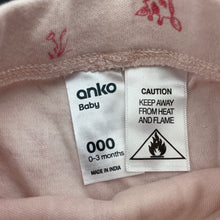 anko
Baby
000
0-3 months
MADE IN INDIA
CAUTION
KEEP AWAY
FROM HEAT
AND FLAME